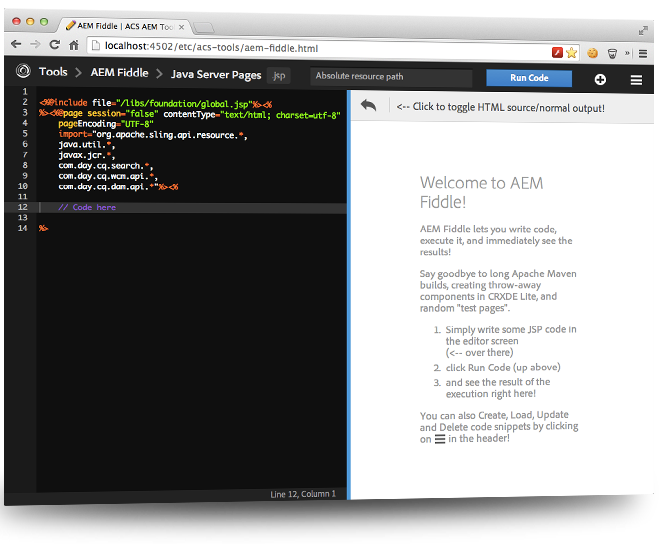 AEM Fiddle | ACS AEM Too
localhost:4502/etc/acs-tools/aem-fiddle.html
Tools > AEM Fiddle > Java Server Pages .jsp
Absolute resource path
Run Code
<-- Click to toggle HTML source/normal output!
1
2 <%@include file="/libs/foundation/global.jsp"%><%
3 %><%@page session="false" contentType="text/html; charset=utf-8"
4 pageEncoding="UTF-8"
5 import="org.apache.sling.api.resource.*,
6 java.util.*,
7 javax.jcr.*,
8 com.day.cq.search.*,
9 com.day.cq.wcm.api.*,
10 com.day.cq.dam.api.*"%><%
11
12 // Code here
13
14 %>
Line 12, Column 1
Welcome to AEM
Fiddle!
AEM Fiddle lets you write code,
execute it, and immediately see the
results!
Say goodbye to long Apache Maven
builds, creating throw-away
components in CRXDE Lite, and
random "test pages".
1. Simply write some JSP code in
the editor screen
(<-- over there)
2. click Run Code (up above)
3. and see the result of the
execution right here!
You can also Create, Load, Update
and Delete code snippets by clicking
on ☰ in the header!